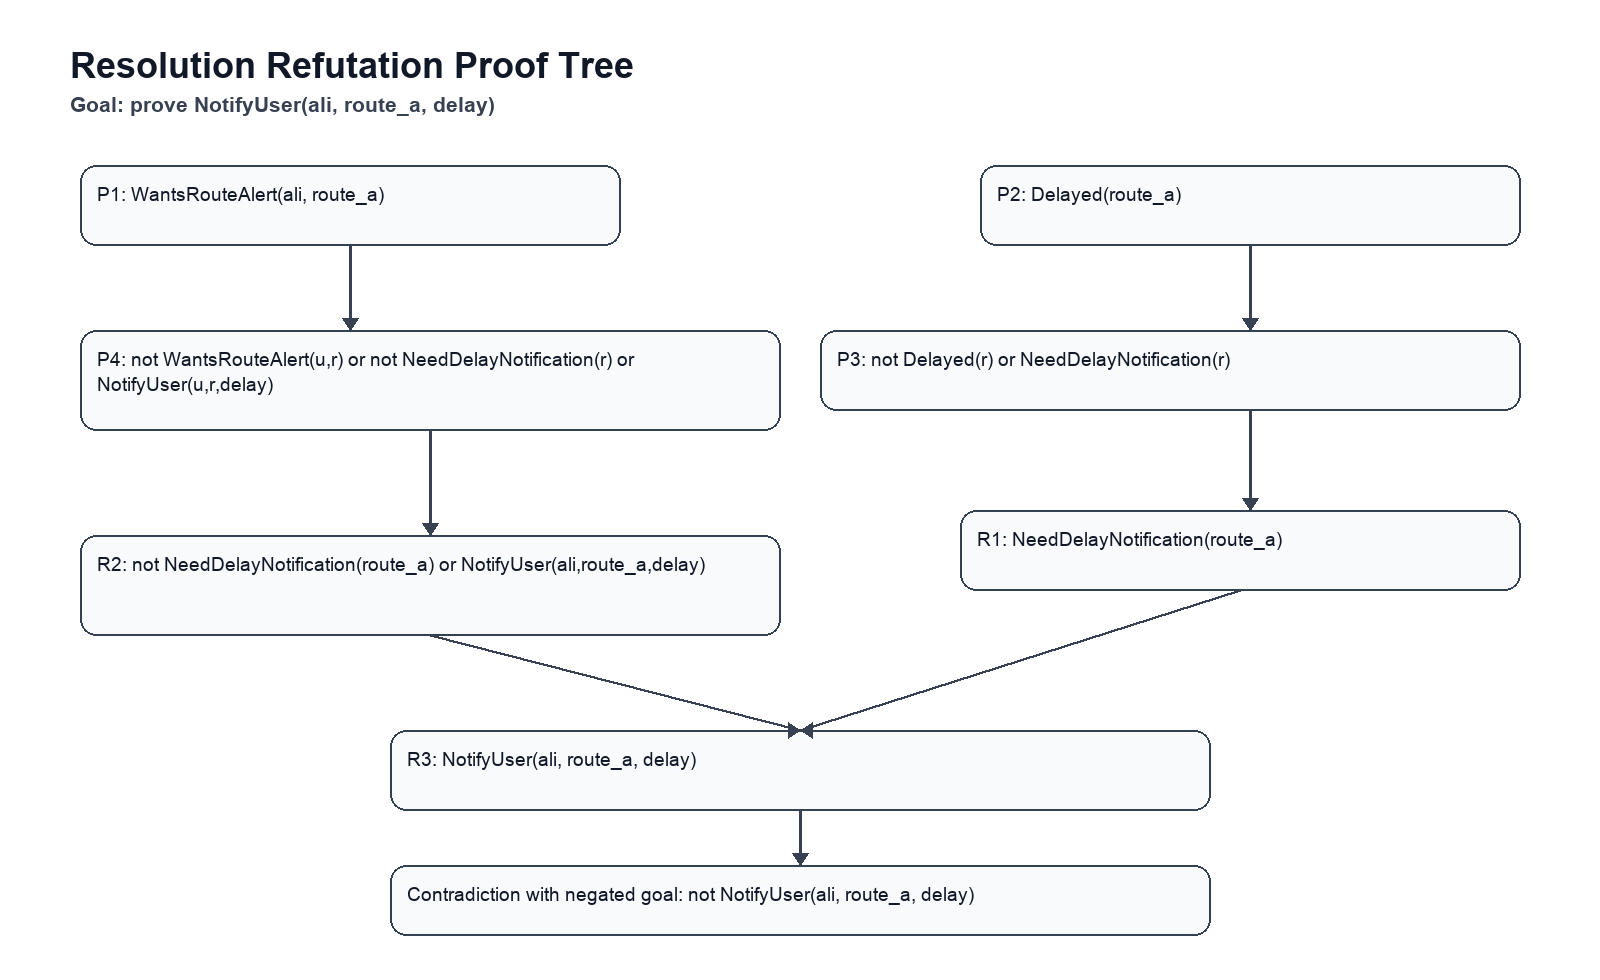 Resolution Refutation Proof Tree
Goal: prove NotifyUser(ali, route_a, delay)
P1: WantsRouteAlert(ali, route_a)
P2: Delayed(route_a)
P4: not WantsRouteAlert(u,r) or not NeedDelayNotification(r) or
NotifyUser(u,r,delay)
P3: not Delayed(r) or NeedDelayNotification(r)
R2: not NeedDelayNotification(route_a) or NotifyUser(ali,route_a,delay)
R1: NeedDelayNotification(route_a)
R3: NotifyUser(ali, route_a, delay)
Contradiction with negated goal: not NotifyUser(ali, route_a, delay)